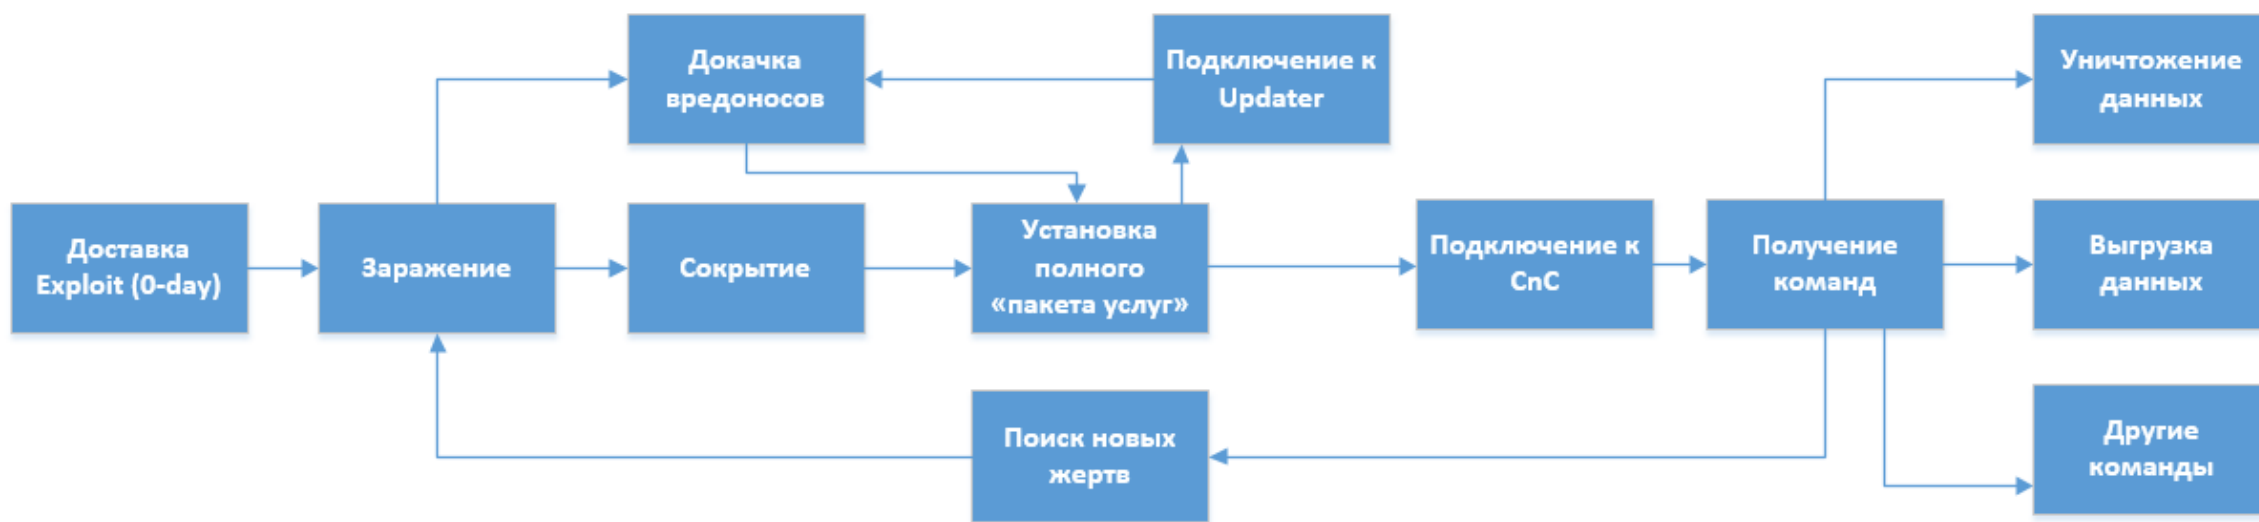 Докачка
вредоносов
Подключение к
Updater
Уничтожение
данных
Доставка
Exploit (0-day)
Заражение
Сокрытие
Установка
полного
«пакета услуг»
Подключение к
CnC
Получение
команд
Выгрузка
данных
Поиск новых
жертв
Другие
команды